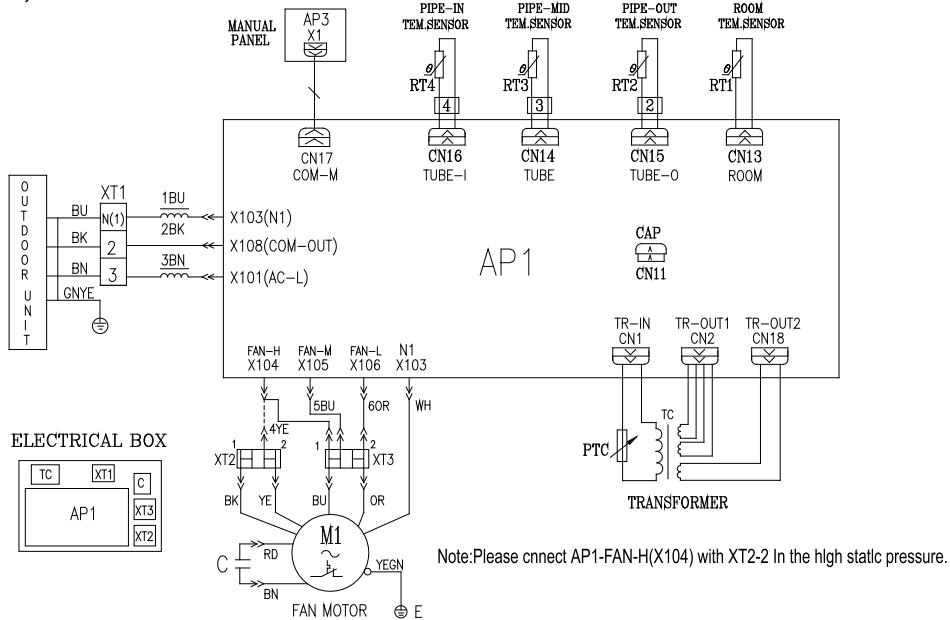 MANUAL PANEL
AP3
X1
PIPE-IN
TEM.SENSOR
PIPE-MID
TEM.SENSOR
PIPE-OUT
TEM.SENSOR
ROOM
TEM.SENSOR
θ
RT4
θ
RT3
θ
RT2
θ
RT1
4
3
2
CN17
COM-M
CN16
TUBE-I
CN14
TUBE
CN15
TUBE-O
CN13
ROOM
OUTDOOR UNIT
XT1
BU
N(1)
1BU
X103(N1)
BK
2
2BK
X108(COM-OUT)
BN
3
3BN
X101(AC-L)
GNYE
AP1
CAP
CN11
TR-IN
CN1
TR-OUT1
CN2
TR-OUT2
CN18
FAN-H
X104
FAN-M
X105
FAN-L
X106
N1
X103
5BU
6OR
WH
4YE
1
2
1
2
XT2
XT3
BK
YE
BU
OR
PTC
TC
TRANSFORMER
ELECTRICAL BOX
TC
XT1
C
AP1
XT3
XT2
M1
~
C
RD
BN
YEGN
E
FAN MOTOR
Note:Please cnnect AP1-FAN-H(X104) with XT2-2 In the hIgh statIc pressure.